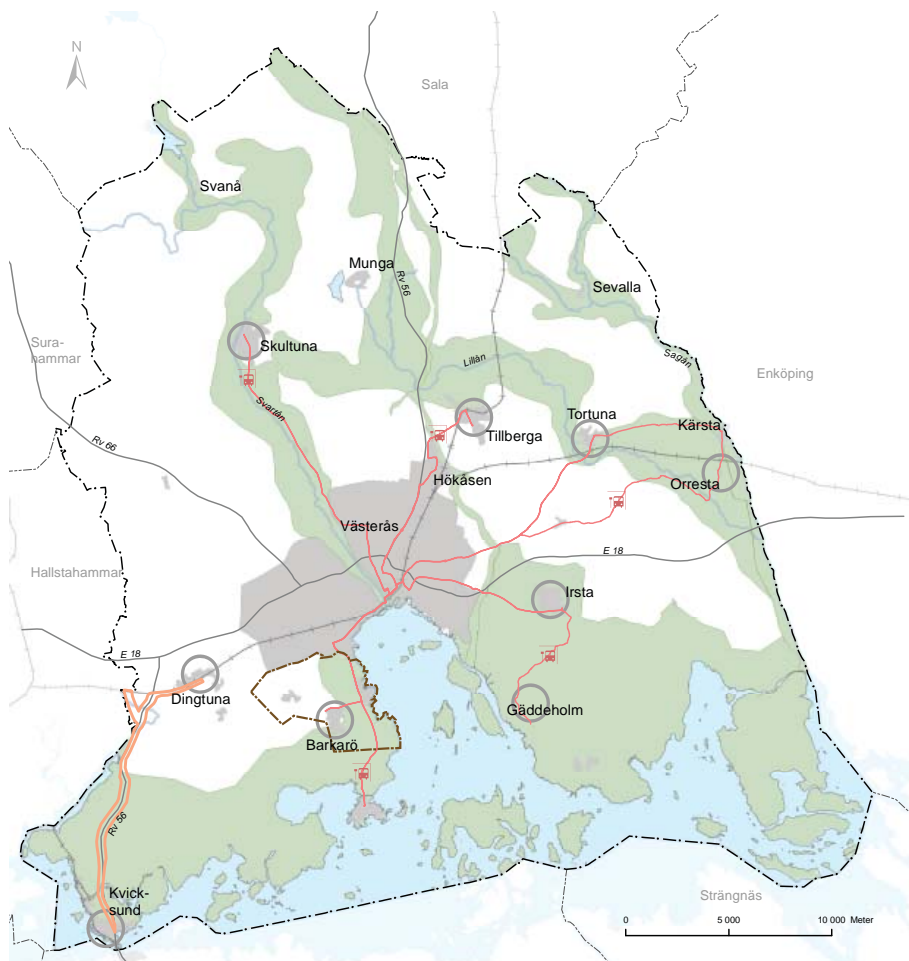 N
Sala
Svanå
Munga
Rv 56
Sevalla
Sura-
hammar
Skultuna
Lillån
Sagån
Enköping
Svartån
Tillberga
Tortuna
Kärsta
Rv 66
Hökåsen
Orresta
Västerås
E 18
Hallstahammar
Irsta
E 18
Dingtuna
Gäddeholm
Barkarö
Rv 56
Kvick-
sund
Strängnäs
0 5 000 10 000 Meter